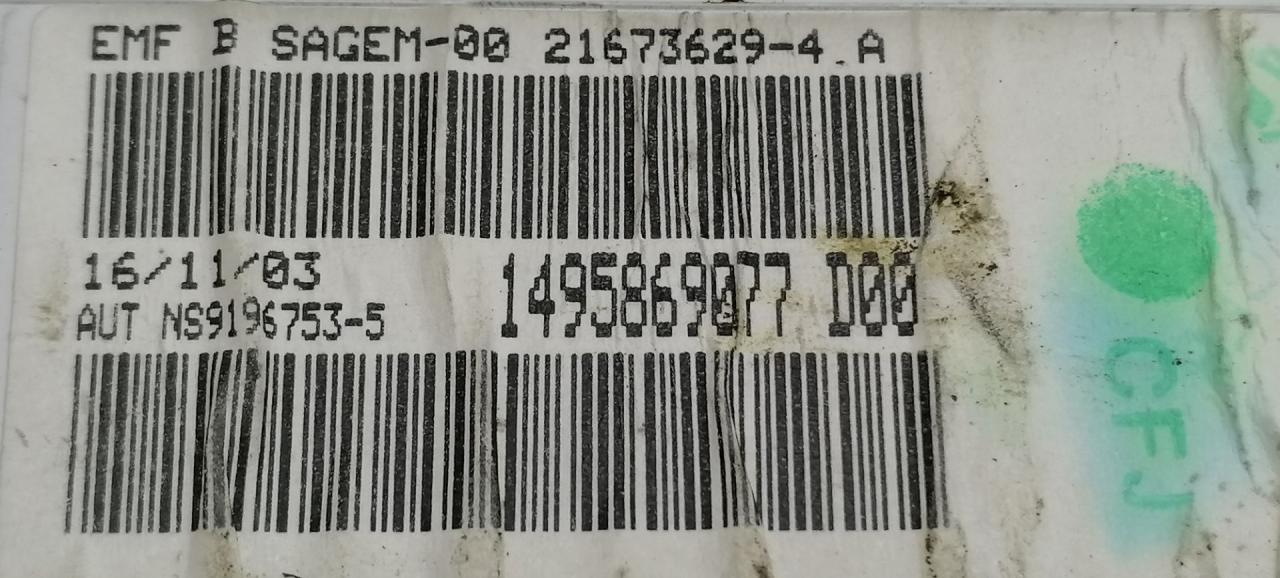 EMF B SAGEM-00 21673629-4.A
16/11/03
1495869077 D00
AUT NS9196753-5
CFJ